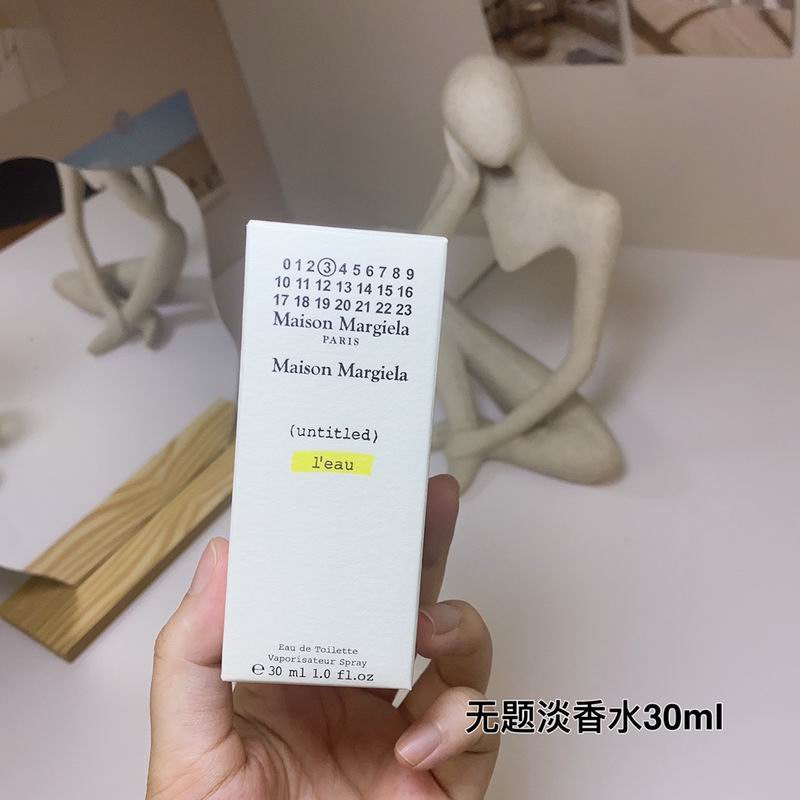 0 1 2 ③ 4 5 6 7 8 9
10 11 12 13 14 15 16
17 18 19 20 21 22 23
Maison Margiela
PARIS
Maison Margiela
(untitled)
l'eau
Eau de Toilette
Vaporisateur Spray
℮ 30 ml 1.0 fl.oz
无题淡香水30ml